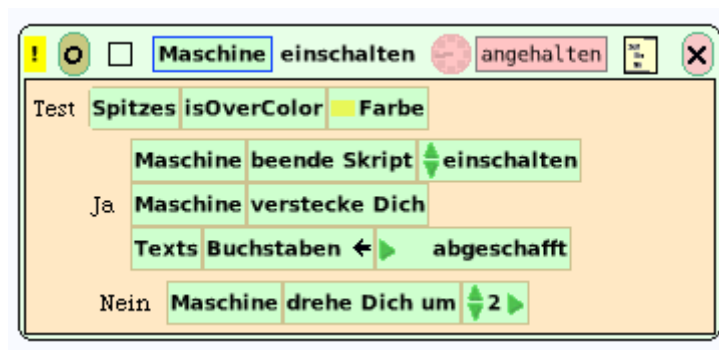 ! Maschine einschalten angehalten
Test Spitzes isOverColor Farbe
Maschine beende Skript einschalten
Ja Maschine verstecke Dich
Texts Buchstaben ← abgeschafft
Nein Maschine drehe Dich um 2